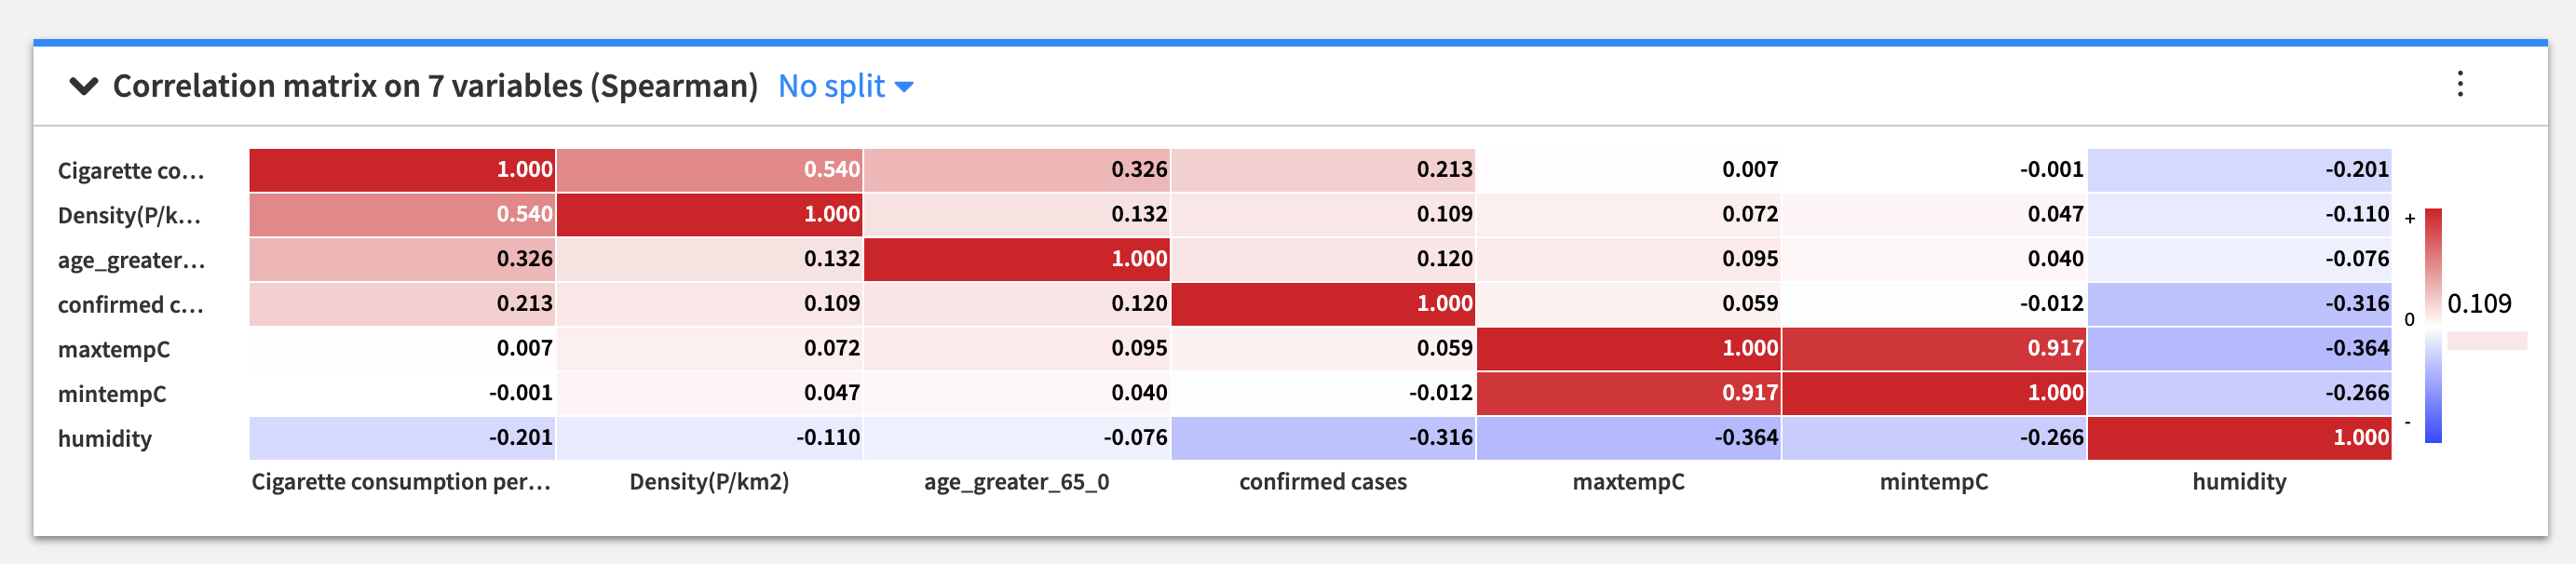 Correlation matrix on 7 variables (Spearman) No split
Cigarette co... 1.000 0.540 0.326 0.213 0.007 -0.001 -0.201
Density(P/k... 0.540 1.000 0.132 0.109 0.072 0.047 -0.110
age_greater... 0.326 0.132 1.000 0.120 0.095 0.040 -0.076
confirmed c... 0.213 0.109 0.120 1.000 0.059 -0.012 -0.316
maxtempC 0.007 0.072 0.095 0.059 1.000 0.917 -0.364
mintempC -0.001 0.047 0.040 -0.012 0.917 1.000 -0.266
humidity -0.201 -0.110 -0.076 -0.316 -0.364 -0.266 1.000
Cigarette consumption per... Density(P/km2) age_greater_65_0 confirmed cases maxtempC mintempC humidity
+
0.109
0
-